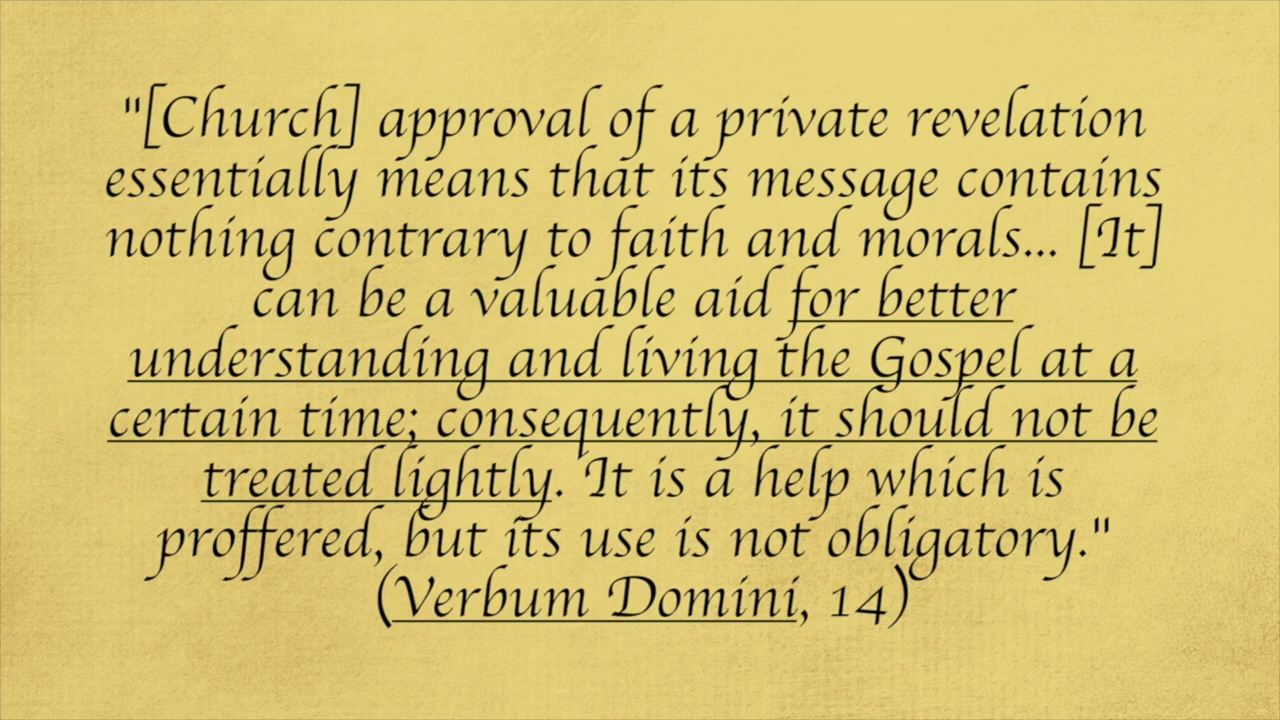 "[Church] approval of a private revelation
essentially means that its message contains
nothing contrary to faith and morals... [It]
can be a valuable aid for better
understanding and living the Gospel at a
certain time; consequently, it should not be
treated lightly. It is a help which is
proffered, but its use is not obligatory."
(Verbum Domini, 14)